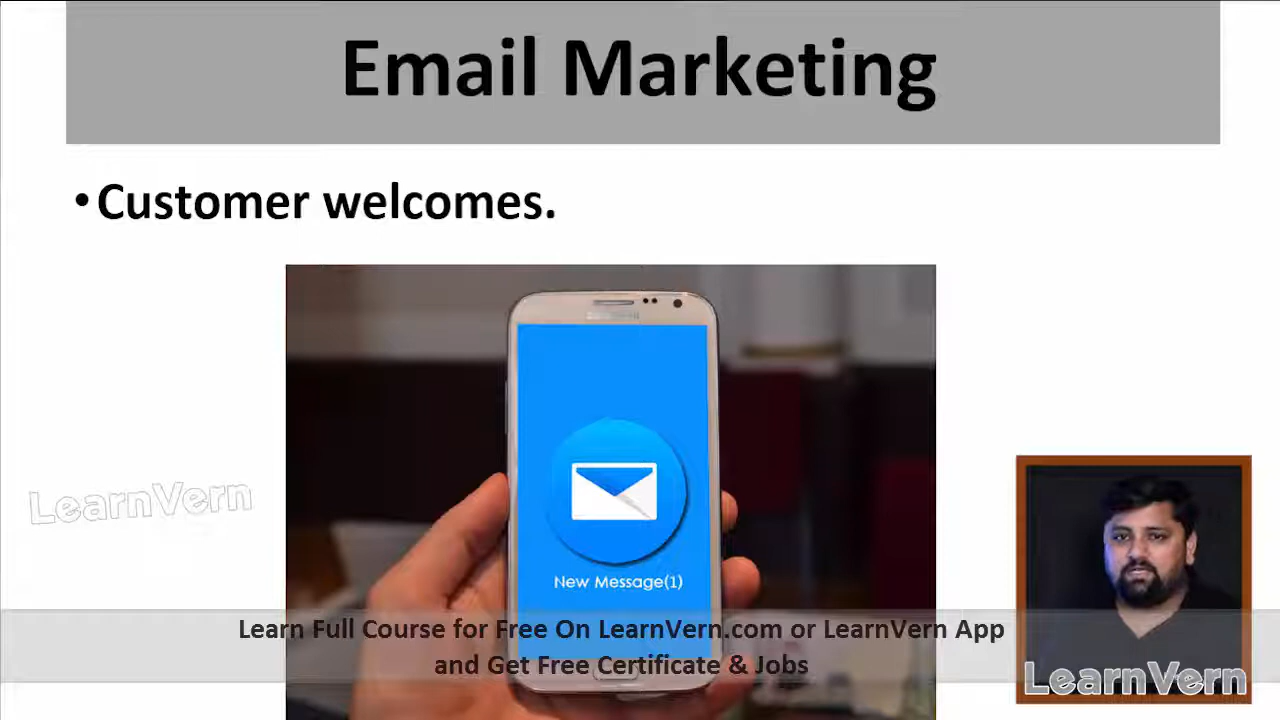 Email Marketing
•Customer welcomes.
New Message(1)
LearnVern
Learn Full Course for Free On LearnVern.com or LearnVern App
and Get Free Certificate & Jobs
LearnVern